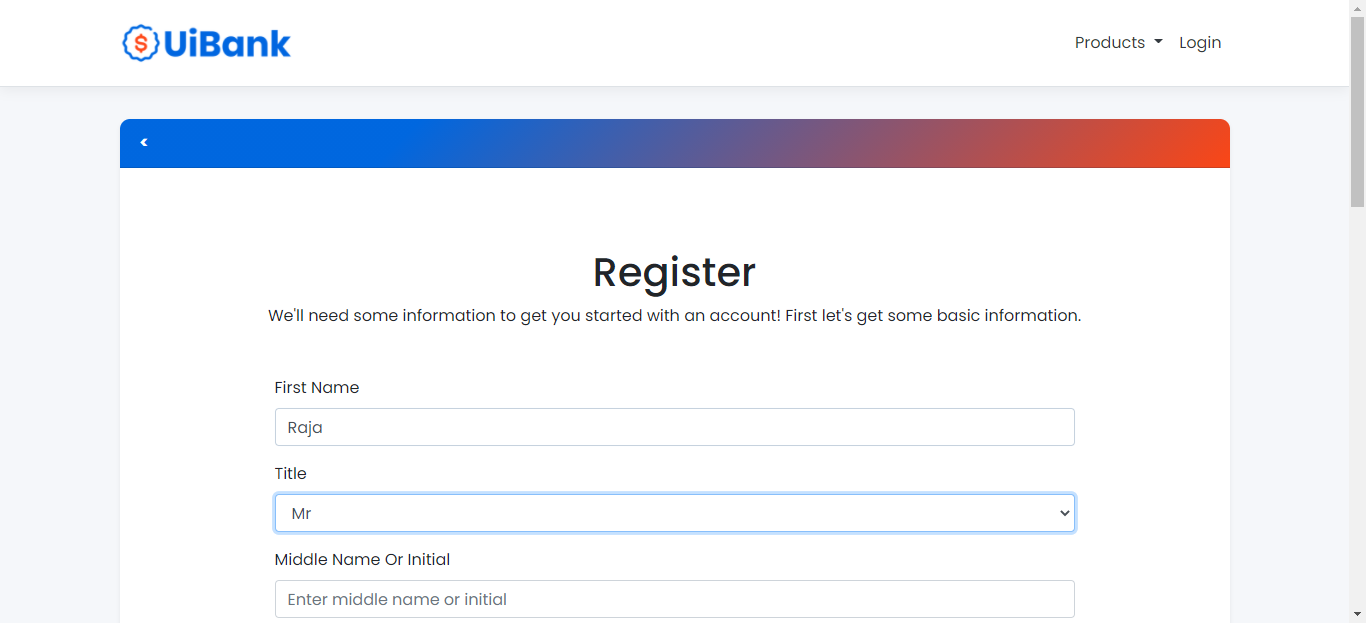 $ UiBank
Products Login
<
Register
We'll need some information to get you started with an account! First let's get some basic information.
First Name
Raja
Title
Mr
Middle Name Or Initial
Enter middle name or initial